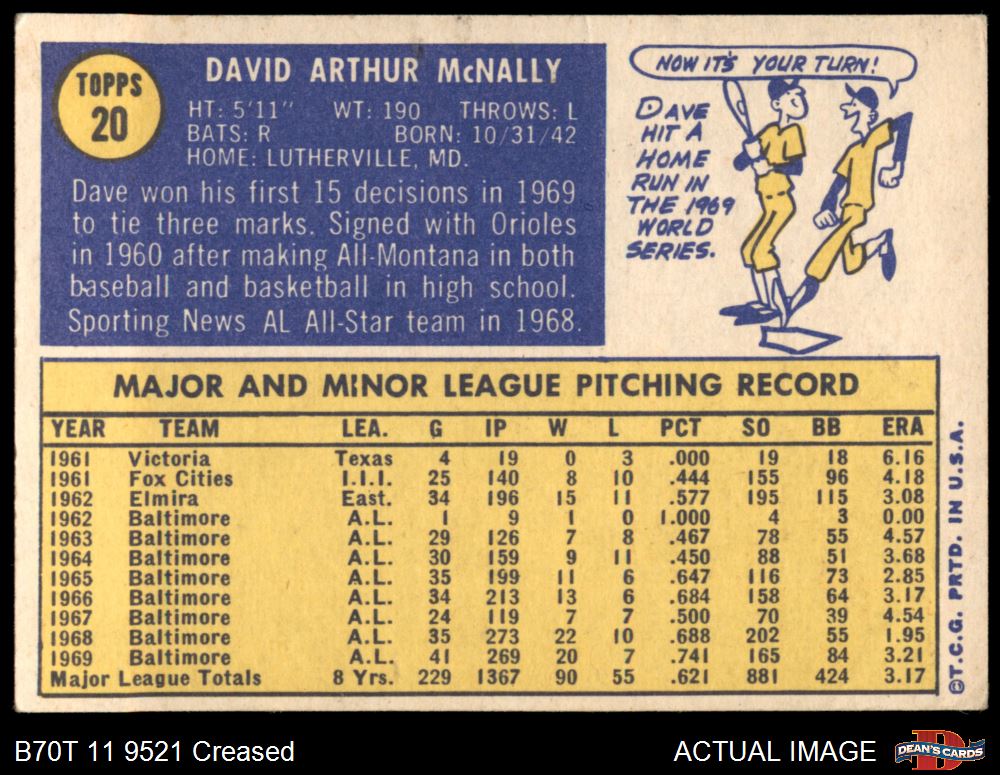 TOPPS
20
DAVID ARTHUR McNALLY
HT: 5'11" WT: 190 THROWS: L
BATS: R BORN: 10/31/42
HOME: LUTHERVILLE, MD.
Dave won his first 15 decisions in 1969
to tie three marks. Signed with Orioles
in 1960 after making All-Montana in both
baseball and basketball in high school.
Sporting News AL All-Star team in 1968.
NOW IT'S YOUR TURN!
DAVE
HIT A
HOME
RUN IN
THE 1969
WORLD
SERIES.
MAJOR AND MINOR LEAGUE PITCHING RECORD
YEAR TEAM LEA. G IP W L PCT SO BB ERA
1961 Victoria Texas 4 19 0 3 .000 19 18 6.16
1961 Fox Cities I.I.I. 25 140 8 10 .444 155 96 4.18
1962 Elmira East. 34 196 15 11 .577 195 115 3.08
1962 Baltimore A.L. 1 9 1 0 1.000 4 3 0.00
1963 Baltimore A.L. 29 126 7 8 .467 78 55 4.57
1964 Baltimore A.L. 30 159 9 11 .450 88 51 3.68
1965 Baltimore A.L. 35 199 11 6 .647 116 73 2.85
1966 Baltimore A.L. 34 213 13 6 .684 158 64 3.17
1967 Baltimore A.L. 24 119 7 7 .500 70 39 4.54
1968 Baltimore A.L. 35 273 22 10 .688 202 55 1.95
1969 Baltimore A.L. 41 269 20 7 .741 165 84 3.21
Major League Totals 8 Yrs. 229 1367 90 55 .621 881 424 3.17
©T.C.G. PRTD. IN U.S.A.
B70T 11 9521 Creased
ACTUAL IMAGE
DEAN'S CARDS